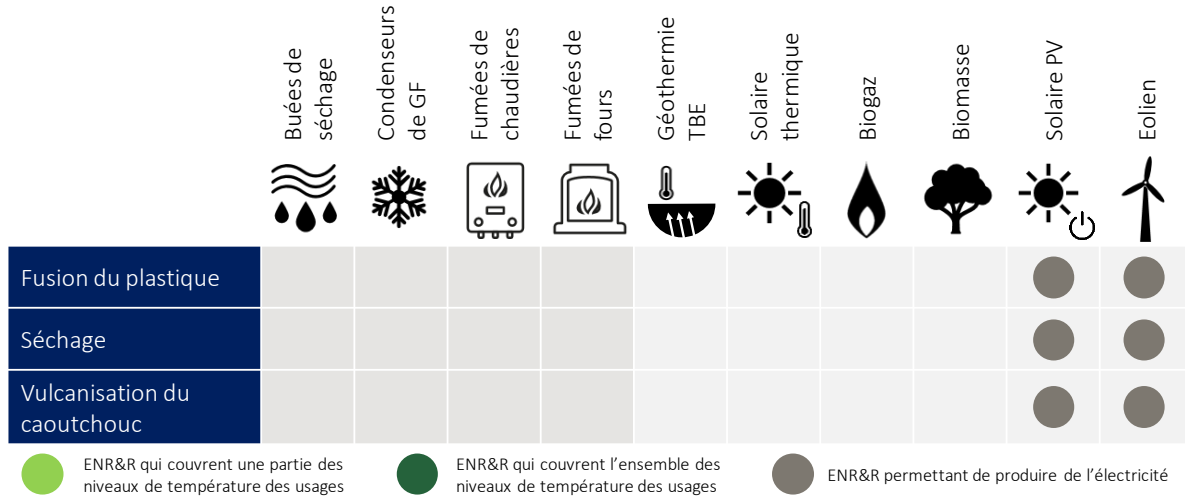 Buées de
séchage
Condenseurs
de GF
Fumées de
chaudières
Fumées de
fours
Géothermie
TBE
Solaire
thermique
Biogaz
Biomasse
Solaire PV
Eolien
Fusion du plastique
Séchage
Vulcanisation du
caoutchouc
ENR&R qui couvrent une partie des
niveaux de température des usages
ENR&R qui couvrent l’ensemble des
niveaux de température des usages
ENR&R permettant de produire de l’électricité